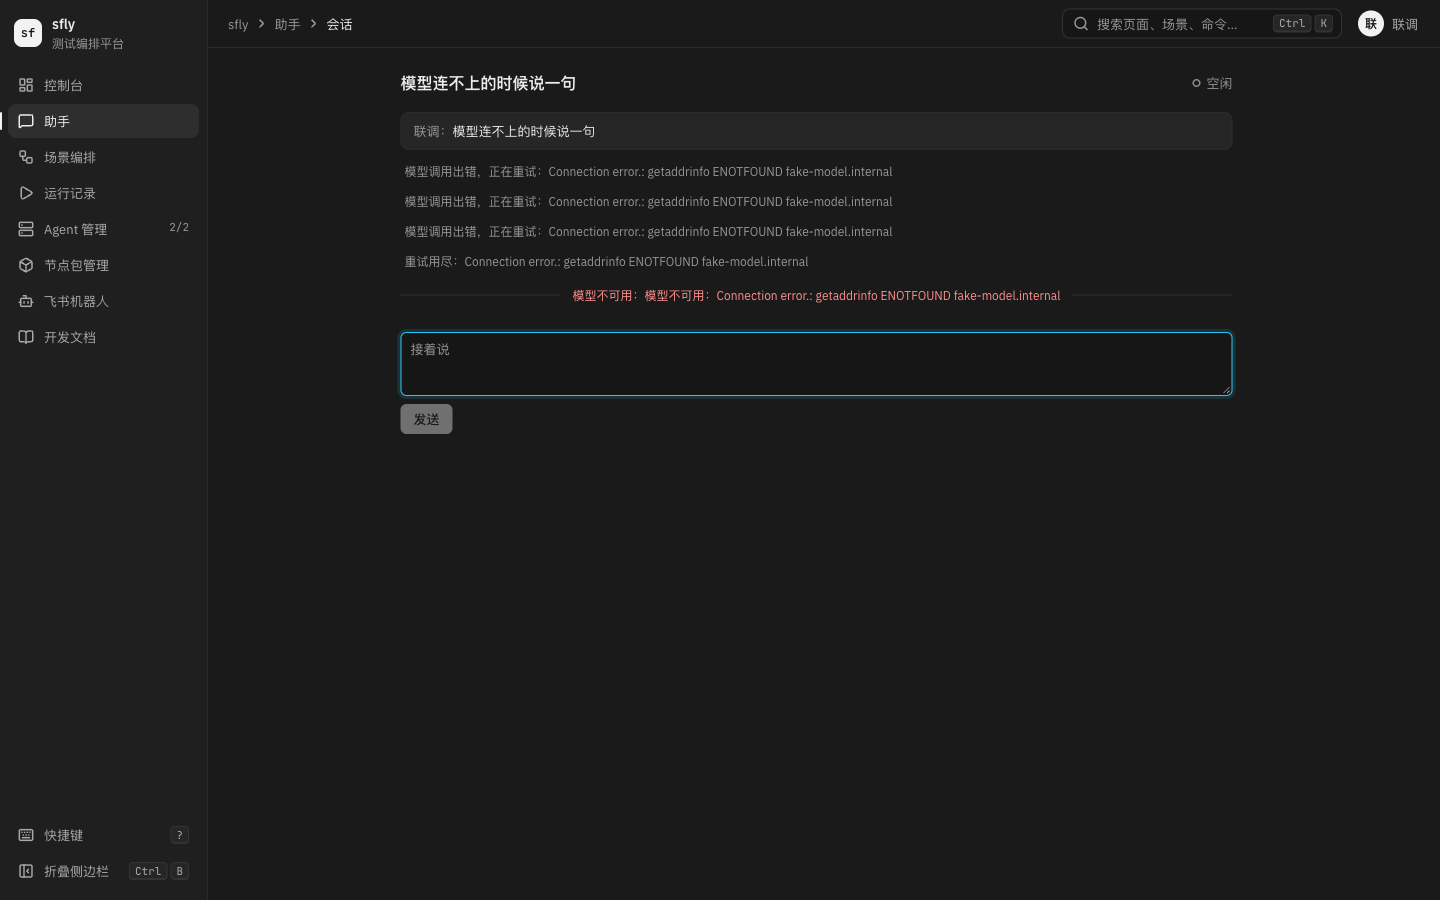 sf
sfly
测试编排平台
控制台
助手
场景编排
运行记录
Agent 管理 2/2
节点包管理
飞书机器人
开发文档
快捷键 ?
折叠侧边栏 Ctrl B
sfly > 助手 > 会话
搜索页面、场景、命令... Ctrl K
联 联调
模型连不上的时候说一句
空闲
联调: 模型连不上的时候说一句
模型调用出错，正在重试：Connection error.: getaddrinfo ENOTFOUND fake-model.internal
模型调用出错，正在重试：Connection error.: getaddrinfo ENOTFOUND fake-model.internal
模型调用出错，正在重试：Connection error.: getaddrinfo ENOTFOUND fake-model.internal
重试用尽：Connection error.: getaddrinfo ENOTFOUND fake-model.internal
模型不可用：模型不可用：Connection error.: getaddrinfo ENOTFOUND fake-model.internal
接着说
发送